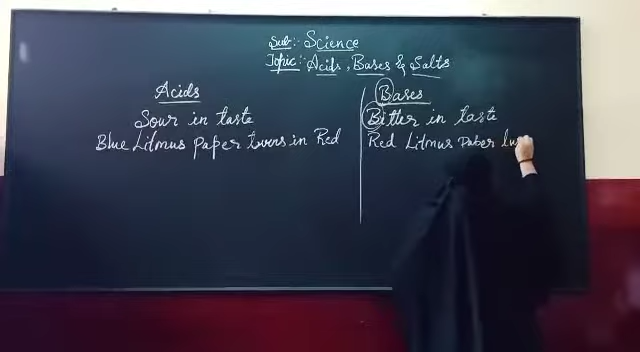 Sub:- Science
Topic:- Acids, Bases & Salts
Acids
Sour in taste
Blue Litmus paper turns in Red
Bases
Bitter in taste
Red Litmus paper